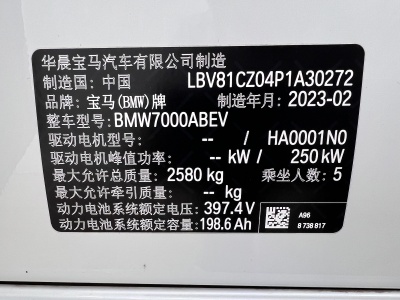 华晨宝马汽车有限公司制造
制造国: 中国 LBV81CZ04P1A30272
品牌: 宝马(BMW)牌 制造年月: 2023-02
整车型号: BMW7000ABEV
驱动电机型号: -- / HA0001N0
驱动电机峰值功率: -- kW / 250 kW
最大允许总质量: 2580 kg 乘坐人数: 5
最大允许牵引质量: -- kg
动力电池系统额定电压: 397.4 V
动力电池系统额定容量: 198.6 Ah A96
8 738 817